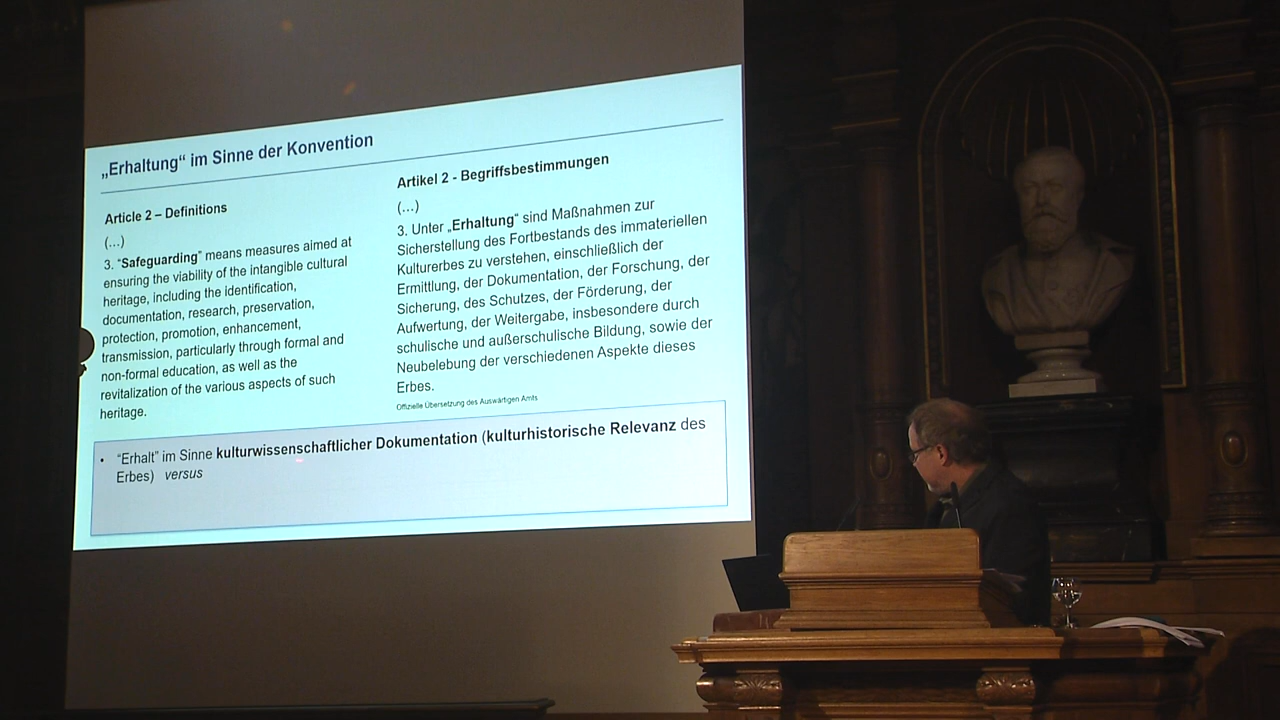 „Erhaltung“ im Sinne der Konvention
Article 2 – Definitions
(…)
3. “Safeguarding” means measures aimed at
ensuring the viability of the intangible cultural
heritage, including the identification,
documentation, research, preservation,
protection, promotion, enhancement,
transmission, particularly through formal and
non-formal education, as well as the
revitalization of the various aspects of such
heritage.
Artikel 2 - Begriffsbestimmungen
(…)
3. Unter „Erhaltung“ sind Maßnahmen zur
Sicherstellung des Fortbestands des immateriellen
Kulturerbes zu verstehen, einschließlich der
Ermittlung, der Dokumentation, der Forschung, der
Sicherung, des Schutzes, der Förderung, der
Aufwertung, der Weitergabe, insbesondere durch
schulische und außerschulische Bildung, sowie der
Neubelebung der verschiedenen Aspekte dieses
Erbes.
Offizielle Übersetzung des Auswärtigen Amts
• “Erhalt” im Sinne kulturwissenschaftlicher Dokumentation (kulturhistorische Relevanz des
Erbes) versus